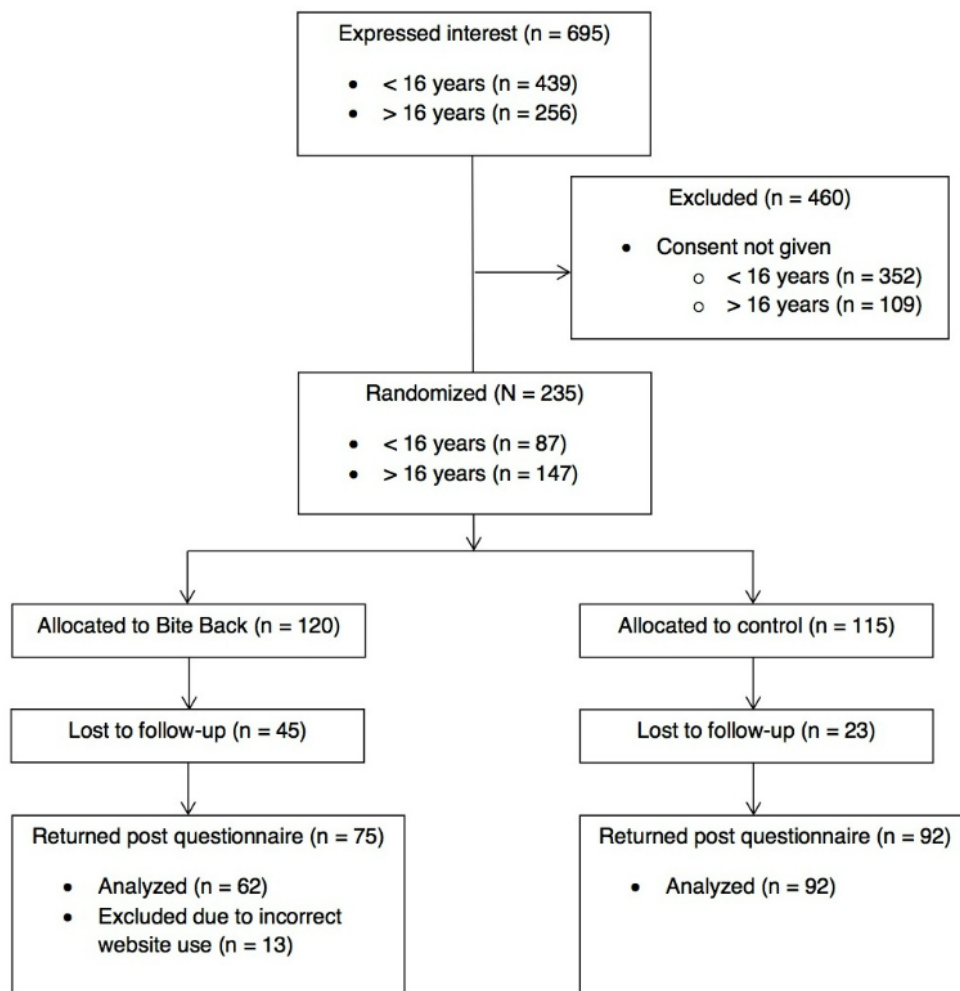 Expressed interest (n = 695)
• < 16 years (n = 439)
• > 16 years (n = 256)
Excluded (n = 460)
• Consent not given
o < 16 years (n = 352)
o > 16 years (n = 109)
Randomized (N = 235)
• < 16 years (n = 87)
• > 16 years (n = 147)
Allocated to Bite Back (n = 120)
Allocated to control (n = 115)
Lost to follow-up (n = 45)
Lost to follow-up (n = 23)
Returned post questionnaire (n = 75)
• Analyzed (n = 62)
• Excluded due to incorrect
website use (n = 13)
Returned post questionnaire (n = 92)
• Analyzed (n = 92)